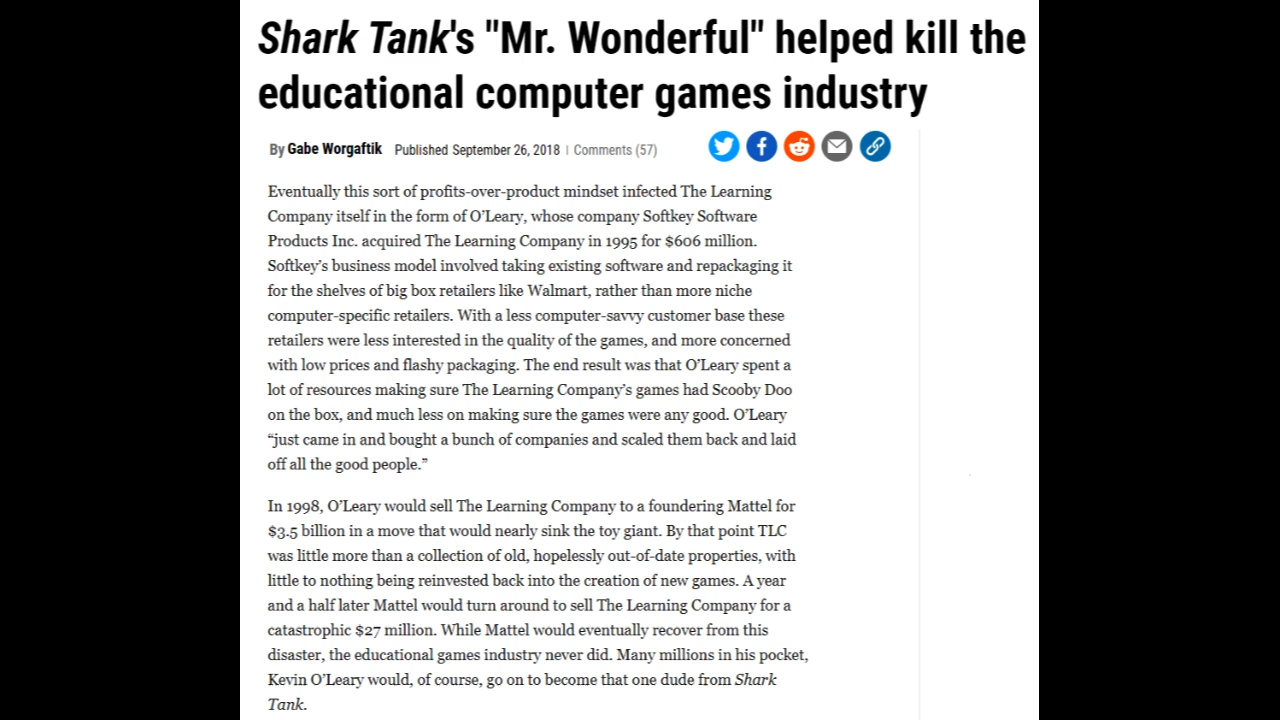 Shark Tank's "Mr. Wonderful" helped kill the
educational computer games industry
By Gabe Worgaftik Published September 26, 2018 | Comments (57)
Eventually this sort of profits-over-product mindset infected The Learning
Company itself in the form of O’Leary, whose company Softkey Software
Products Inc. acquired The Learning Company in 1995 for $606 million.
Softkey’s business model involved taking existing software and repackaging it
for the shelves of big box retailers like Walmart, rather than more niche
computer-specific retailers. With a less computer-savvy customer base these
retailers were less interested in the quality of the games, and more concerned
with low prices and flashy packaging. The end result was that O’Leary spent a
lot of resources making sure The Learning Company’s games had Scooby Doo
on the box, and much less on making sure the games were any good. O’Leary
“just came in and bought a bunch of companies and scaled them back and laid
off all the good people.”
In 1998, O’Leary would sell The Learning Company to a foundering Mattel for
$3.5 billion in a move that would nearly sink the toy giant. By that point TLC
was little more than a collection of old, hopelessly out-of-date properties, with
little to nothing being reinvested back into the creation of new games. A year
and a half later Mattel would turn around to sell The Learning Company for a
catastrophic $27 million. While Mattel would eventually recover from this
disaster, the educational games industry never did. Many millions in his pocket,
Kevin O’Leary would, of course, go on to become that one dude from Shark
Tank.